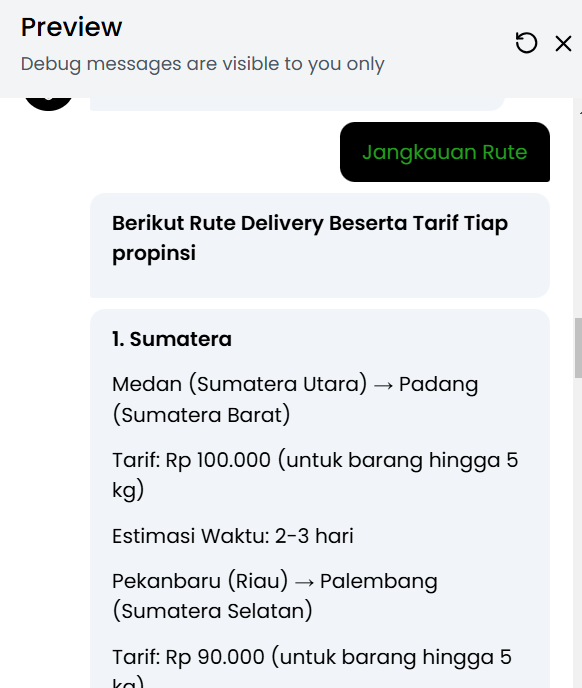 Preview
Debug messages are visible to you only
Jangkauan Rute
Berikut Rute Delivery Beserta Tarif Tiap
propinsi
1. Sumatera
Medan (Sumatera Utara) → Padang
(Sumatera Barat)
Tarif: Rp 100.000 (untuk barang hingga 5
kg)
Estimasi Waktu: 2-3 hari
Pekanbaru (Riau) → Palembang
(Sumatera Selatan)
Tarif: Rp 90.000 (untuk barang hingga 5
kg)